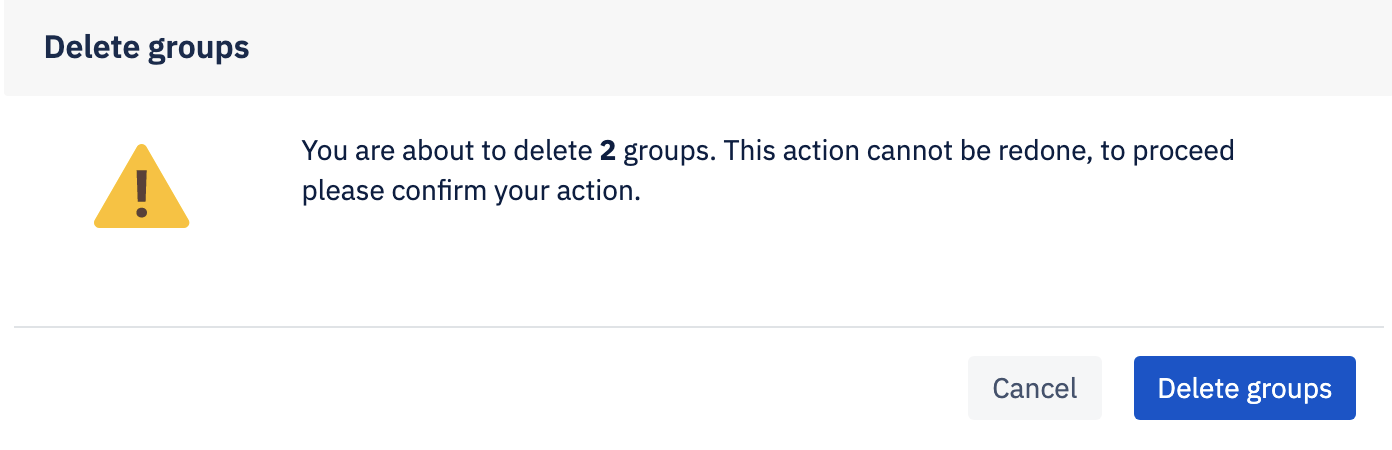 Delete groups
You are about to delete 2 groups. This action cannot be redone, to proceed
please confirm your action.
Cancel
Delete groups